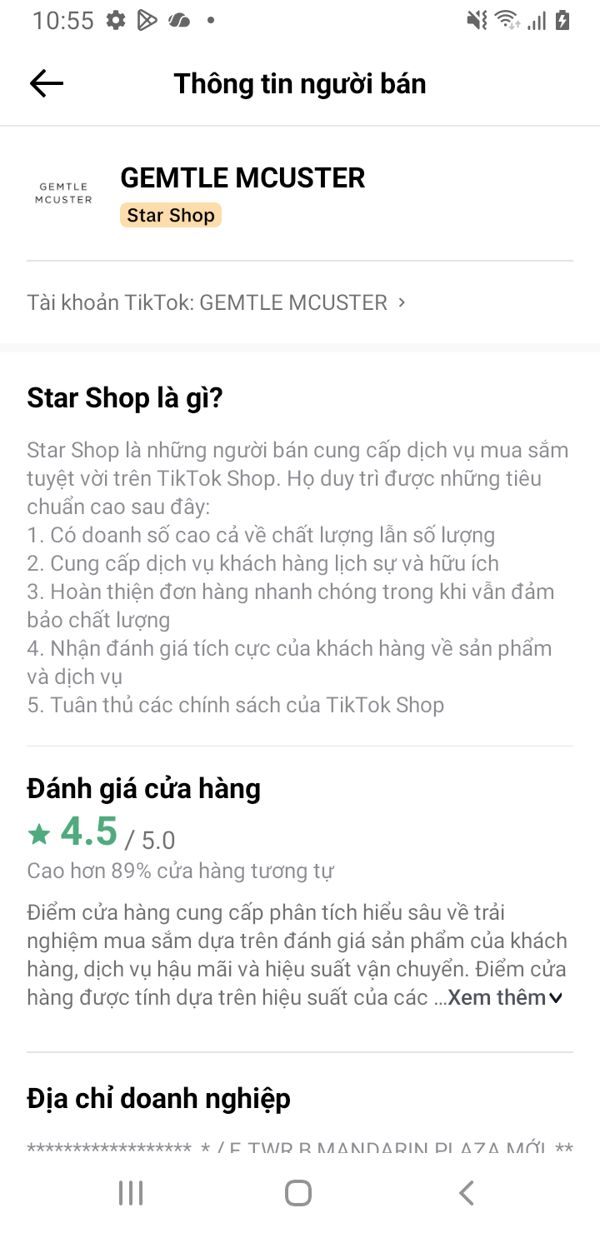 10:55
Thông tin người bán
GEMTLE
MCUSTER
GEMTLE MCUSTER
Star Shop
Tài khoản TikTok: GEMTLE MCUSTER
Star Shop là gì?
Star Shop là những người bán cung cấp dịch vụ mua sắm
tuyệt vời trên TikTok Shop. Họ duy trì được những tiêu
chuẩn cao sau đây:
1. Có doanh số cao cả về chất lượng lẫn số lượng
2. Cung cấp dịch vụ khách hàng lịch sự và hữu ích
3. Hoàn thiện đơn hàng nhanh chóng trong khi vẫn đảm
bảo chất lượng
4. Nhận đánh giá tích cực của khách hàng về sản phẩm
và dịch vụ
5. Tuân thủ các chính sách của TikTok Shop
Đánh giá cửa hàng
4.5 / 5.0
Cao hơn 89% cửa hàng tương tự
Điểm cửa hàng cung cấp phân tích hiểu sâu về trải
nghiệm mua sắm dựa trên đánh giá sản phẩm của khách
hàng, dịch vụ hậu mãi và hiệu suất vận chuyển. Điểm cửa
hàng được tính dựa trên hiệu suất của các ...Xem thêm
Địa chỉ doanh nghiệp
****************** * / F TWR B MANDARIN PLAZA MỚI **